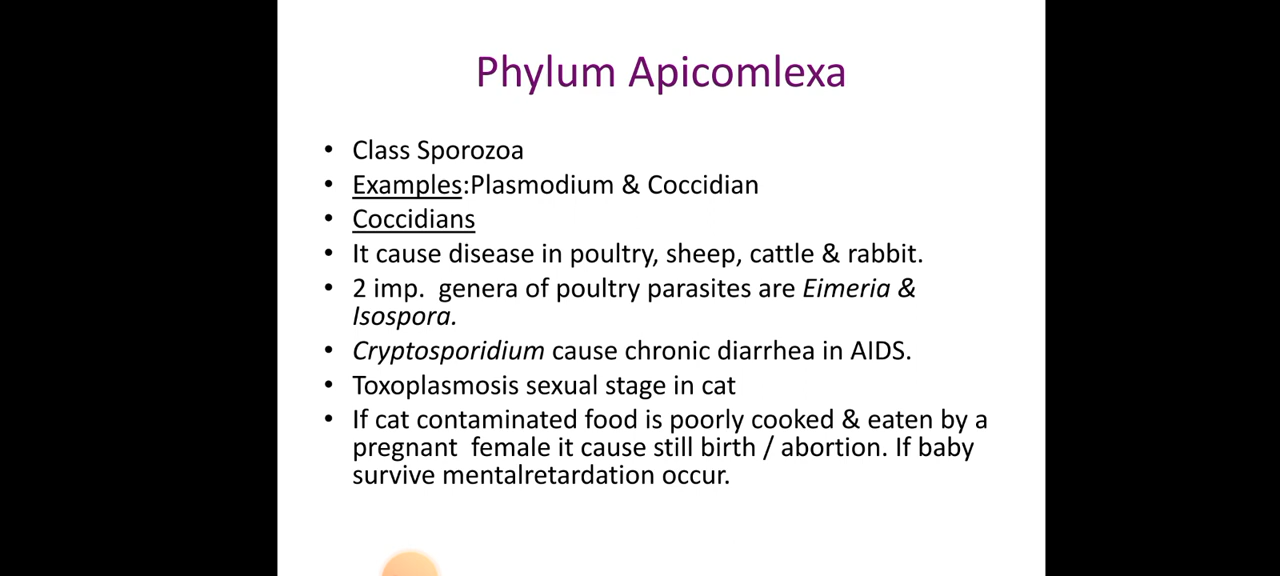 Phylum Apicomlexa
• Class Sporozoa
• Examples:Plasmodium & Coccidian
• Coccidians
• It cause disease in poultry, sheep, cattle & rabbit.
• 2 imp.  genera of poultry parasites are Eimeria &
Isospora.
• Cryptosporidium cause chronic diarrhea in AIDS.
• Toxoplasmosis sexual stage in cat
• If cat contaminated food is poorly cooked & eaten by a
pregnant  female it cause still birth / abortion. If baby
survive mentalretardation occur.